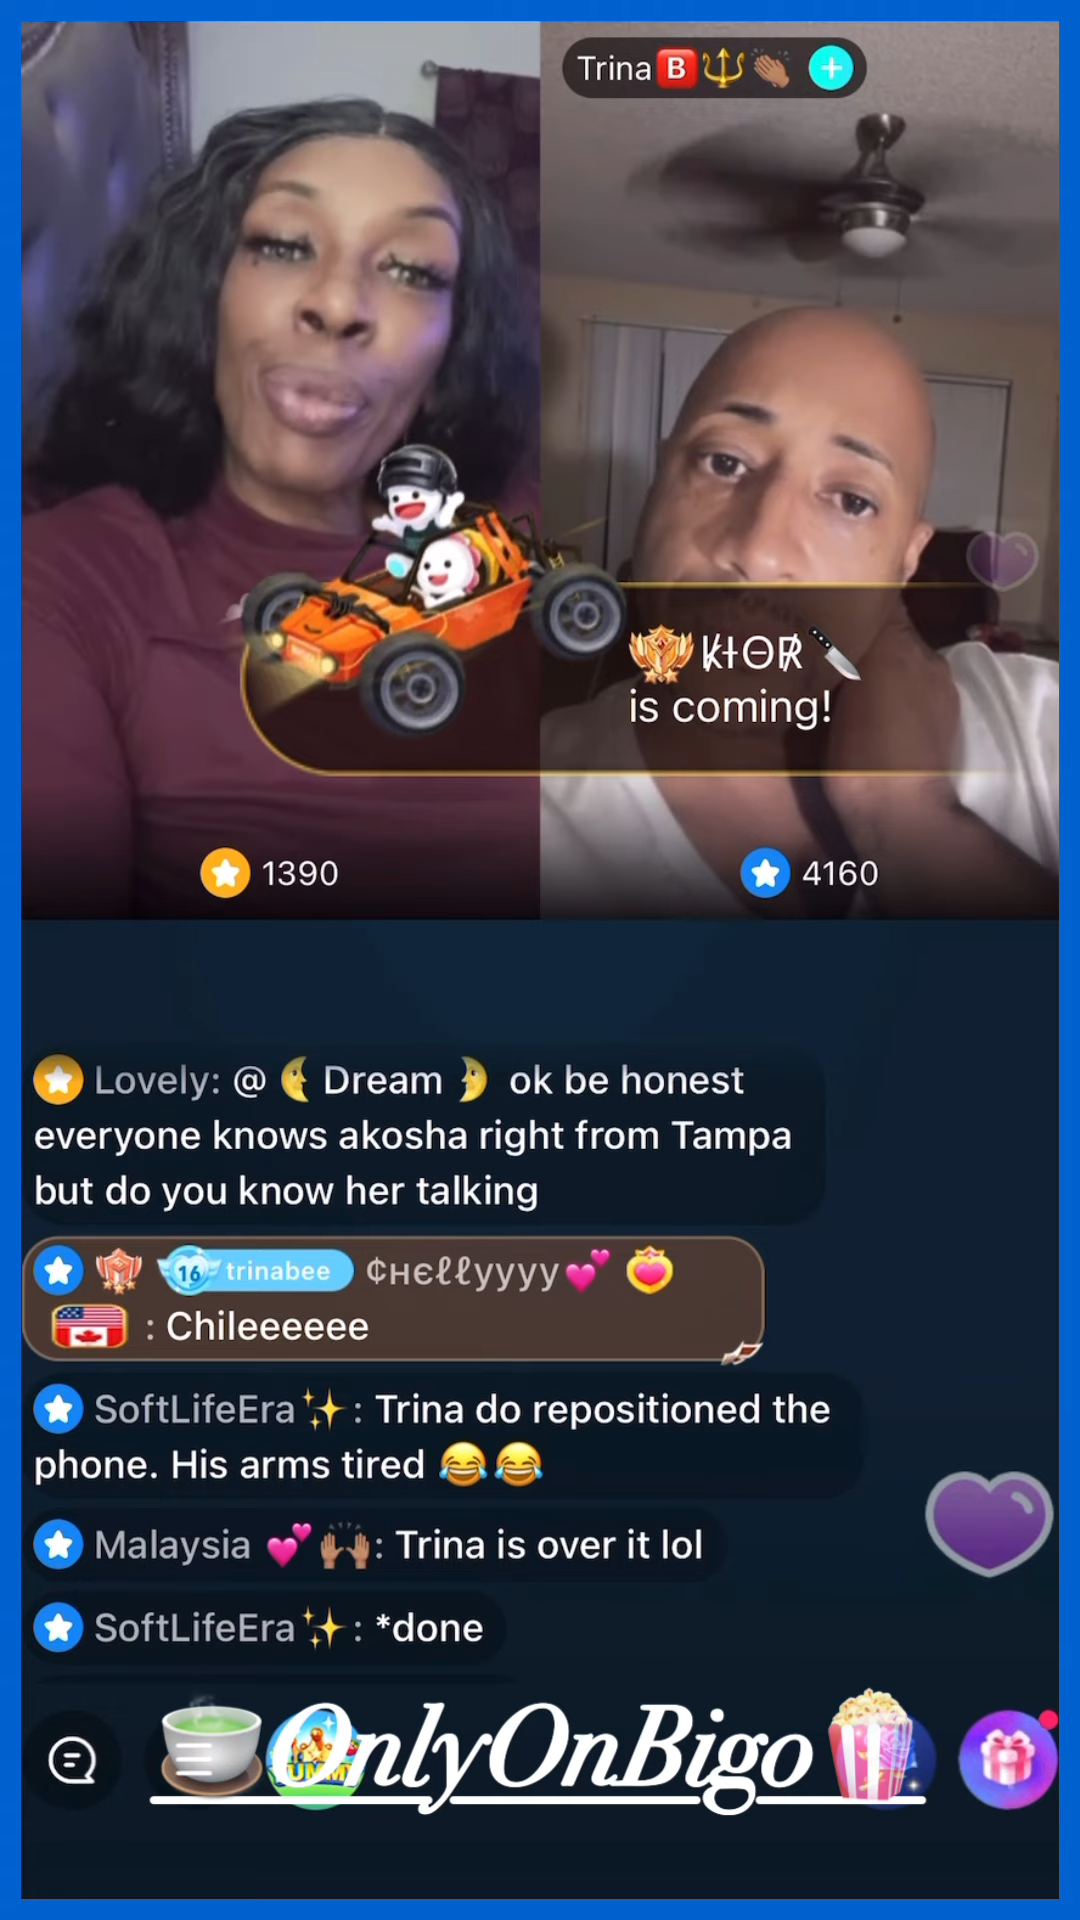 Trina🅱️🔱👏🏽
ꝀƗꝊꞦ🔪
is coming!
1390
4160
Lovely: @🌜Dream🌛 ok be honest
everyone knows akosha right from Tampa
but do you know her talking
16 trinabee ¢нєℓℓуууу💕
: Chileeeeee
SoftLifeEra✨: Trina do repositioned the
phone. His arms tired 😂😂
Malaysia 💕🙌🏽: Trina is over it lol
SoftLifeEra✨: *done
🍵OnlyOnBigo🍿